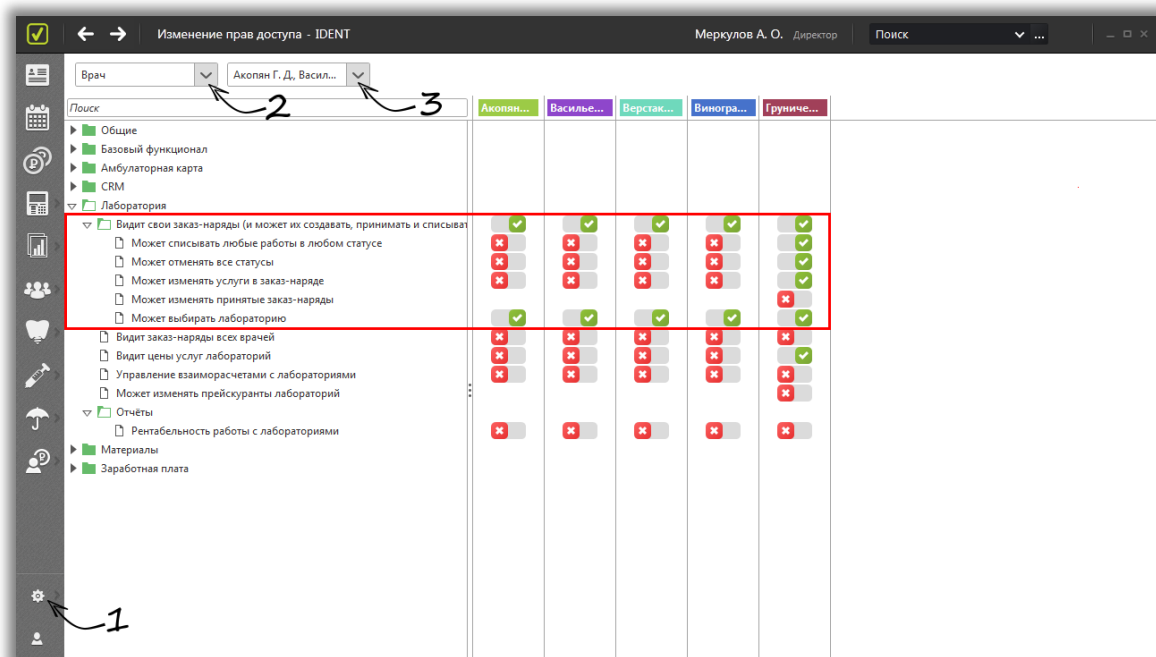 Изменение прав доступа - IDENT
Меркулов А. О. Директор
Поиск
...
Врач
Акопян Г. Д., Васил...
2
3
Поиск
Акопян... Василье... Верстак... Виногра... Груниче...
Общие
Базовый функционал
Амбулаторная карта
CRM
Лаборатория
Видит свои заказ-наряды (и может их создавать, принимать и списыват
Может списывать любые работы в любом статусе
Может отменять все статусы
Может изменять услуги в заказ-наряде
Может изменять принятые заказ-наряды
Может выбирать лабораторию
Видит заказ-наряды всех врачей
Видит цены услуг лабораторий
Управление взаиморасчетами с лабораториями
Может изменять прейскуранты лабораторий
Отчёты
Рентабельность работы с лабораториями
Материалы
Заработная плата
1